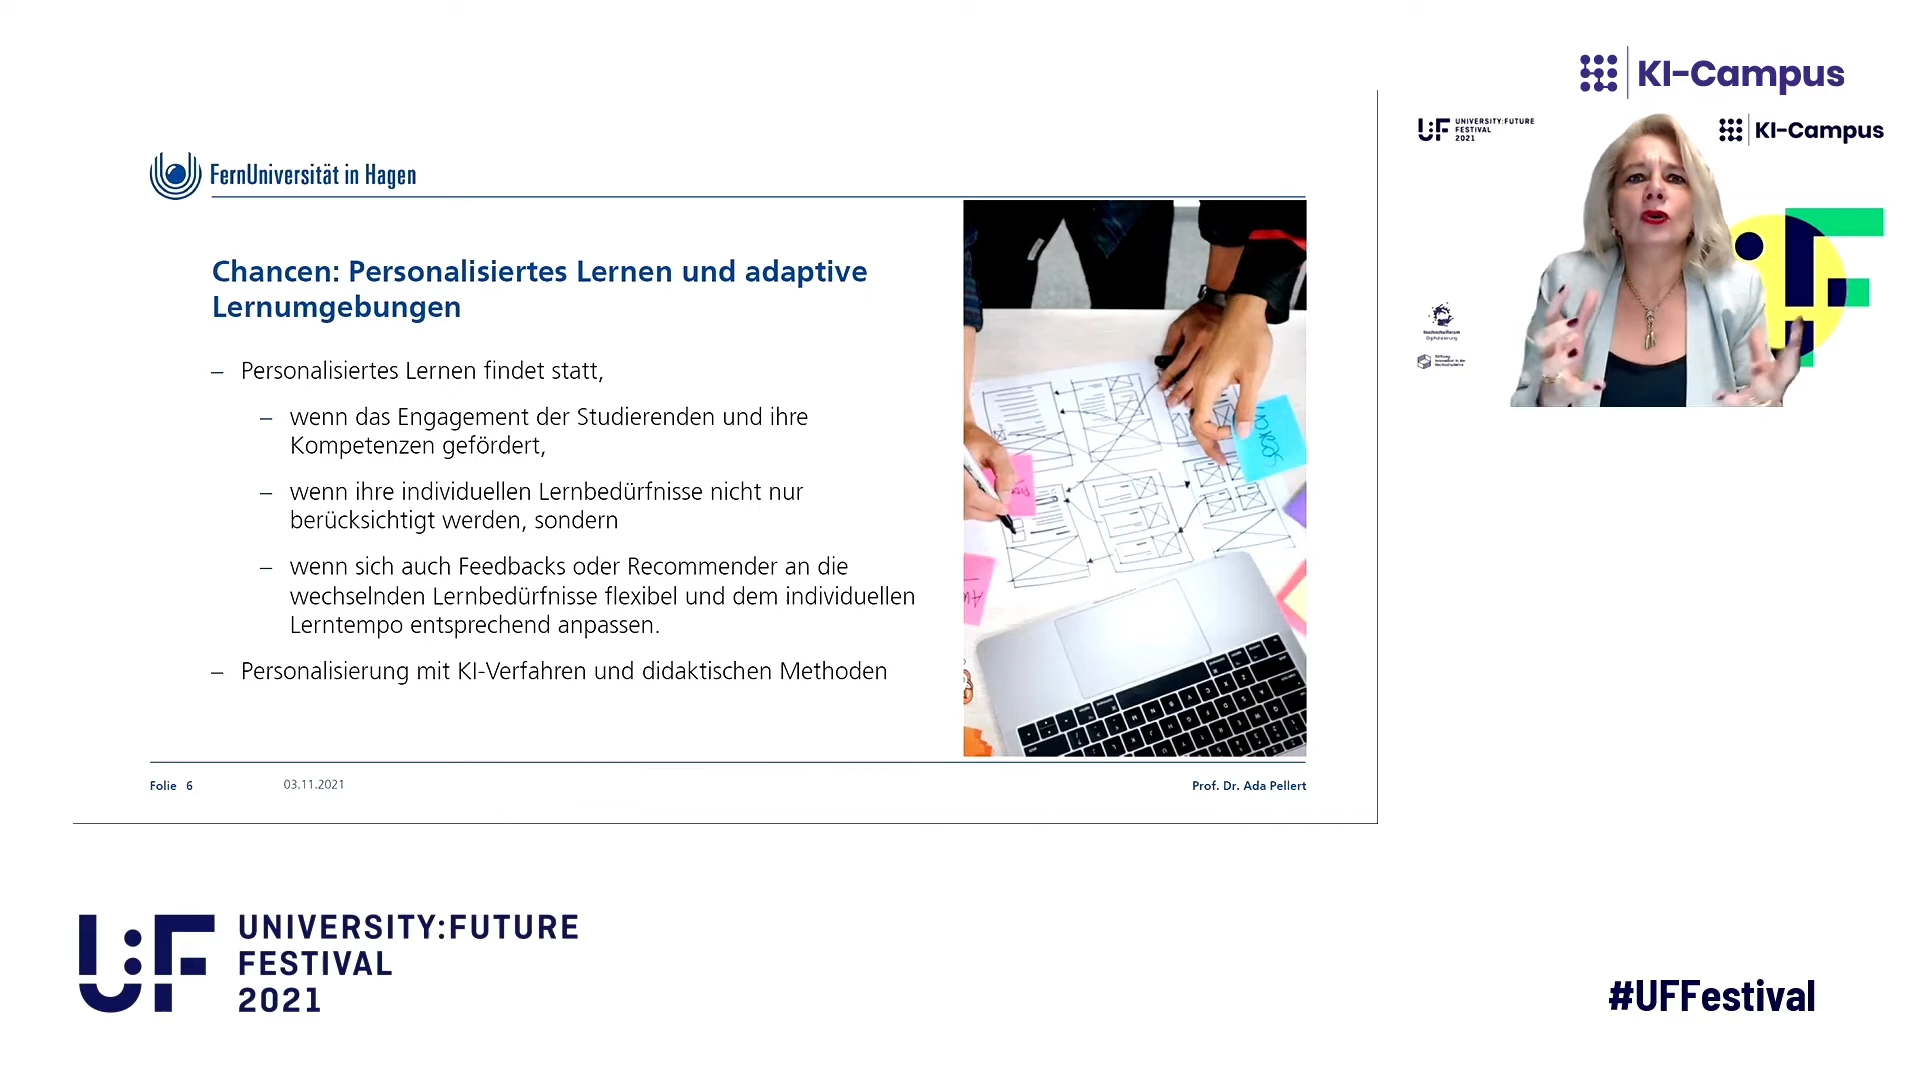 KI-Campus
UNIVERSITY:FUTURE
FESTIVAL
2021
KI-Campus
FernUniversität in Hagen
Chancen: Personalisiertes Lernen und adaptive
Lernumgebungen
– Personalisiertes Lernen findet statt,
– wenn das Engagement der Studierenden und ihre
Kompetenzen gefördert,
– wenn ihre individuellen Lernbedürfnisse nicht nur
berücksichtigt werden, sondern
– wenn sich auch Feedbacks oder Recommender an die
wechselnden Lernbedürfnisse flexibel und dem individuellen
Lerntempo entsprechend anpassen.
– Personalisierung mit KI-Verfahren und didaktischen Methoden
Hochschulforum
Digitalisierung
Folie 6
03.11.2021
Prof. Dr. Ada Pellert
UNIVERSITY:FUTURE
FESTIVAL
2021
#UFFestival